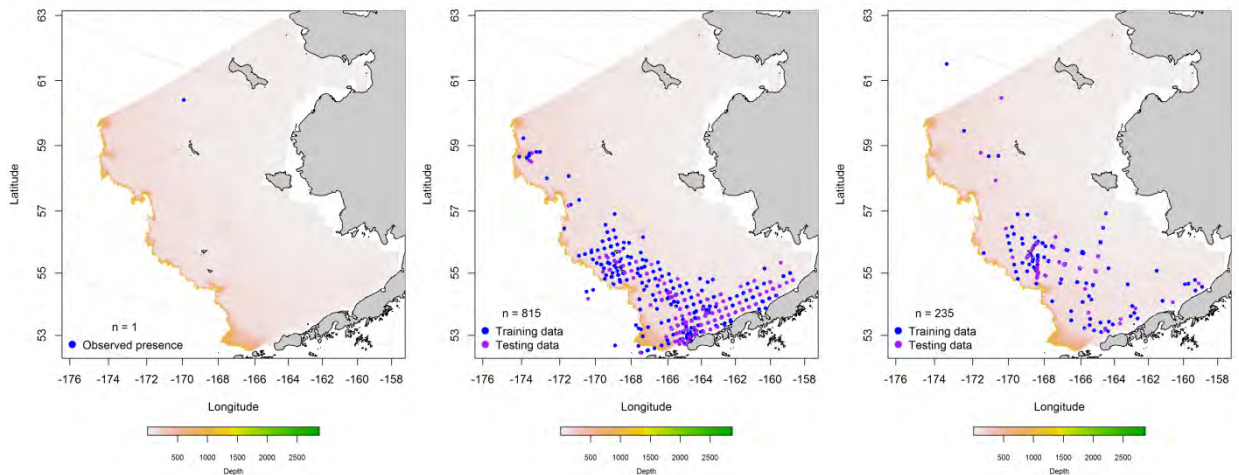 63
61
59
57
55
53
Latitude
n = 1
Observed presence
-176 -174 -172 -170 -168 -166 -164 -162 -160 -158
Longitude
500 1000 1500 2000 2500
Depth
63
61
59
57
55
53
Latitude
n = 815
Training data
Testing data
-176 -174 -172 -170 -168 -166 -164 -162 -160 -158
Longitude
500 1000 1500 2000 2500
Depth
63
61
59
57
55
53
Latitude
n = 235
Training data
Testing data
-176 -174 -172 -170 -168 -166 -164 -162 -160 -158
Longitude
500 1000 1500 2000 2500
Depth